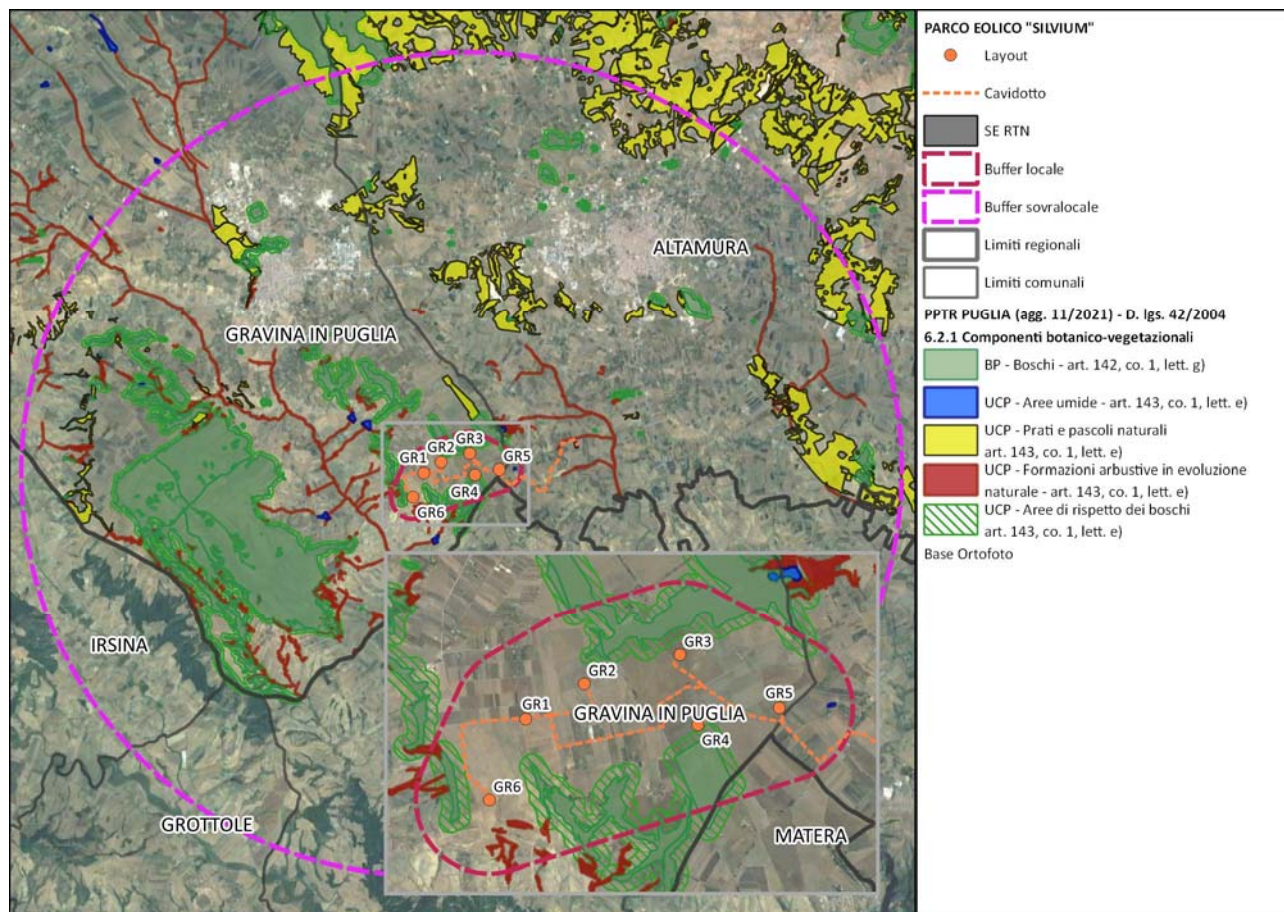 ALTAMURA
GRAVINA IN PUGLIA
GR3
GR2
GR1
GR5
GR4
GR6
IRSINA
GROTTOLE
GR3
GR2
GR5
GR1
GRAVINA IN PUGLIA
GR4
GR6
MATERA
PARCO EOLICO "SILVIUM"
Layout
Cavidotto
SE RTN
Buffer locale
Buffer sovralocale
Limiti regionali
Limiti comunali
PPTR PUGLIA (agg. 11/2021) - D. lgs. 42/2004
6.2.1 Componenti botanico-vegetazionali
BP - Boschi - art. 142, co. 1, lett. g)
UCP - Aree umide - art. 143, co. 1, lett. e)
UCP - Prati e pascoli naturali
art. 143, co. 1, lett. e)
UCP - Formazioni arbustive in evoluzione
naturale - art. 143, co. 1, lett. e)
UCP - Aree di rispetto dei boschi
art. 143, co. 1, lett. e)
Base Ortofoto